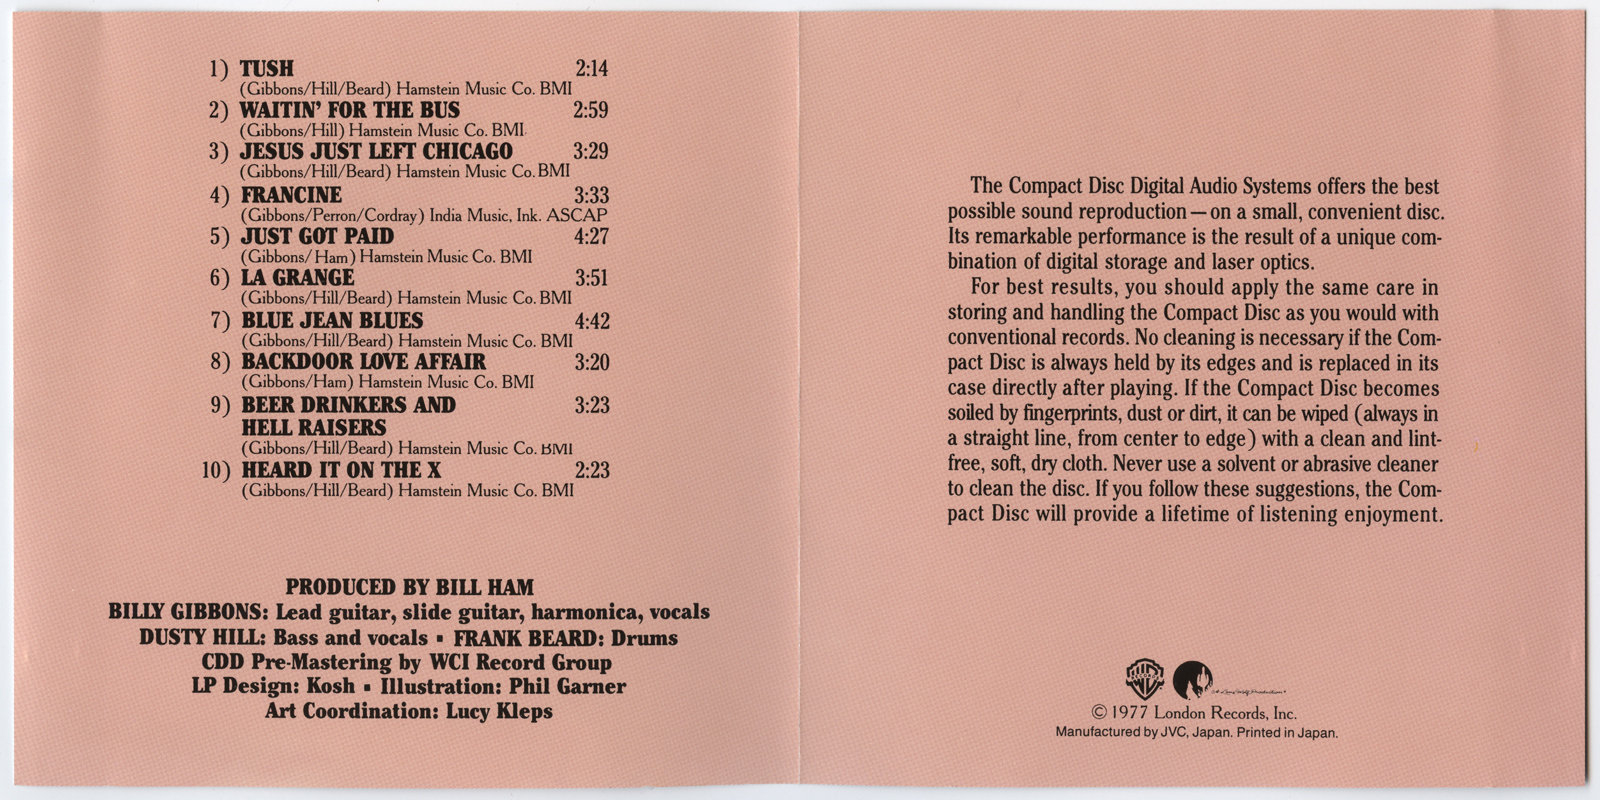 1) TUSH 2:14
(Gibbons/Hill/Beard) Hamstein Music Co. BMI
2) WAITIN' FOR THE BUS 2:59
(Gibbons/Hill) Hamstein Music Co. BMI
3) JESUS JUST LEFT CHICAGO 3:29
(Gibbons/Hill/Beard) Hamstein Music Co. BMI
4) FRANCINE 3:33
(Gibbons/Perron/Cordray) India Music, Ink. ASCAP
5) JUST GOT PAID 4:27
(Gibbons/Ham) Hamstein Music Co. BMI
6) LA GRANGE 3:51
(Gibbons/Hill/Beard) Hamstein Music Co. BMI
7) BLUE JEAN BLUES 4:42
(Gibbons/Hill/Beard) Hamstein Music Co. BMI
8) BACKDOOR LOVE AFFAIR 3:20
(Gibbons/Ham) Hamstein Music Co. BMI
9) BEER DRINKERS AND 3:23
HELL RAISERS
(Gibbons/Hill/Beard) Hamstein Music Co. BMI
10) HEARD IT ON THE X 2:23
(Gibbons/Hill/Beard) Hamstein Music Co. BMI
PRODUCED BY BILL HAM
BILLY GIBBONS: Lead guitar, slide guitar, harmonica, vocals
DUSTY HILL: Bass and vocals ▪ FRANK BEARD: Drums
CDD Pre-Mastering by WCI Record Group
LP Design: Kosh ▪ Illustration: Phil Garner
Art Coordination: Lucy Kleps
The Compact Disc Digital Audio Systems offers the best
possible sound reproduction—on a small, convenient disc.
Its remarkable performance is the result of a unique com-
bination of digital storage and laser optics.
For best results, you should apply the same care in
storing and handling the Compact Disc as you would with
conventional records. No cleaning is necessary if the Com-
pact Disc is always held by its edges and is replaced in its
case directly after playing. If the Compact Disc becomes
soiled by fingerprints, dust or dirt, it can be wiped (always in
a straight line, from center to edge) with a clean and lint-
free, soft, dry cloth. Never use a solvent or abrasive cleaner
to clean the disc. If you follow these suggestions, the Com-
pact Disc will provide a lifetime of listening enjoyment.
© 1977 London Records, Inc.
Manufactured by JVC, Japan. Printed in Japan.